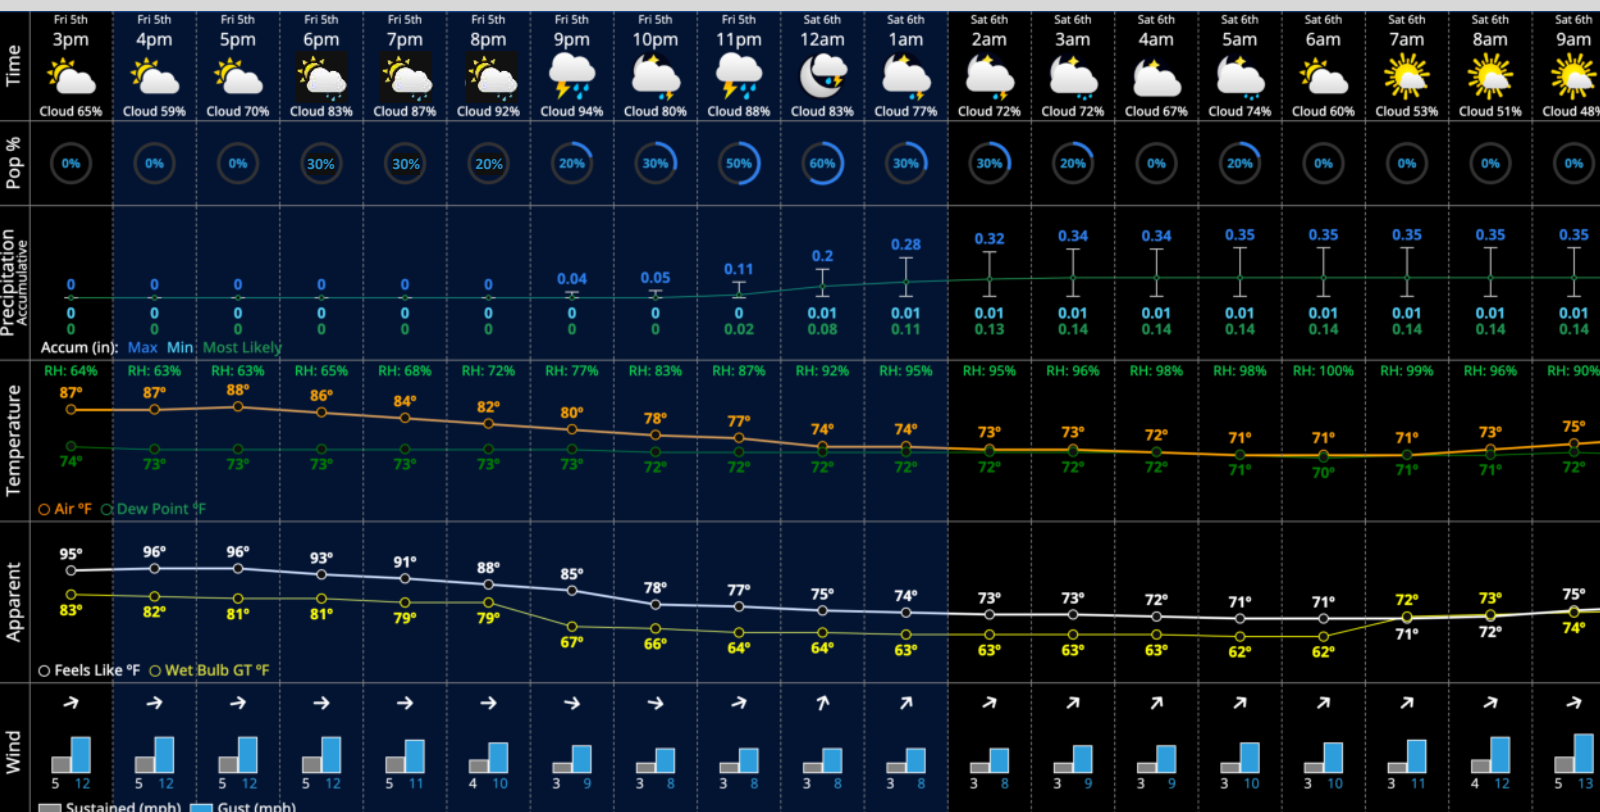 Fri 5th Fri 5th Fri 5th Fri 5th Fri 5th Fri 5th Fri 5th Fri 5th Fri 5th Sat 6th Sat 6th Sat 6th Sat 6th Sat 6th Sat 6th Sat 6th Sat 6th Sat 6th Sat 6th
Time 3pm 4pm 5pm 6pm 7pm 8pm 9pm 10pm 11pm 12am 1am 2am 3am 4am 5am 6am 7am 8am 9am
Cloud 65% Cloud 59% Cloud 70% Cloud 83% Cloud 87% Cloud 92% Cloud 94% Cloud 80% Cloud 88% Cloud 83% Cloud 77% Cloud 72% Cloud 72% Cloud 67% Cloud 74% Cloud 60% Cloud 53% Cloud 51% Cloud 48%
Pop % 0% 0% 0% 30% 30% 20% 20% 30% 50% 60% 30% 30% 20% 0% 20% 0% 0% 0% 0%
Precipitation
Accumulative
0 0 0 0 0 0 0.04 0.05 0.11 0.2 0.28 0.32 0.34 0.34 0.35 0.35 0.35 0.35 0.35
0 0 0 0 0 0 0 0 0 0.01 0.01 0.01 0.01 0.01 0.01 0.01 0.01 0.01 0.01
0 0 0 0 0 0 0 0 0.02 0.08 0.11 0.13 0.14 0.14 0.14 0.14 0.14 0.14 0.14
Accum (in): Max Min Most Likely
Temperature
RH: 64% RH: 63% RH: 63% RH: 65% RH: 68% RH: 72% RH: 77% RH: 83% RH: 87% RH: 92% RH: 95% RH: 95% RH: 96% RH: 98% RH: 98% RH: 100% RH: 99% RH: 96% RH: 90%
87° 87° 88° 86° 84° 82° 80° 78° 77° 74° 74° 73° 73° 72° 71° 71° 71° 73° 75°
74° 73° 73° 73° 73° 73° 73° 72° 72° 72° 72° 72° 72° 72° 71° 70° 71° 71° 72°
Air ºF Dew Point ºF
Apparent
95° 96° 96° 93° 91° 88° 85° 78° 77° 75° 74° 73° 73° 72° 71° 71° 72° 73° 75°
83° 82° 81° 81° 79° 79° 67° 66° 64° 64° 63° 63° 63° 63° 62° 62° 71° 72° 74°
Feels Like ºF Wet Bulb GT ºF
Wind
5 12 5 12 5 12 5 12 5 11 4 10 3 9 3 8 3 8 3 8 3 8 3 8 3 9 3 9 3 10 3 10 3 11 4 12 5 13
Sustained (mph) Gust (mph)